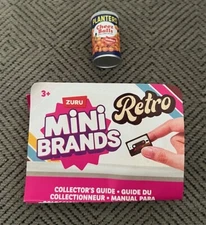 PLANTERS
Cheez Balls
3+
ZURU
MiNi
BRANDS
Retro
COLLECTOR'S GUIDE • GUIDE DU
COLLECTIONNEUR • MANUAL PARA